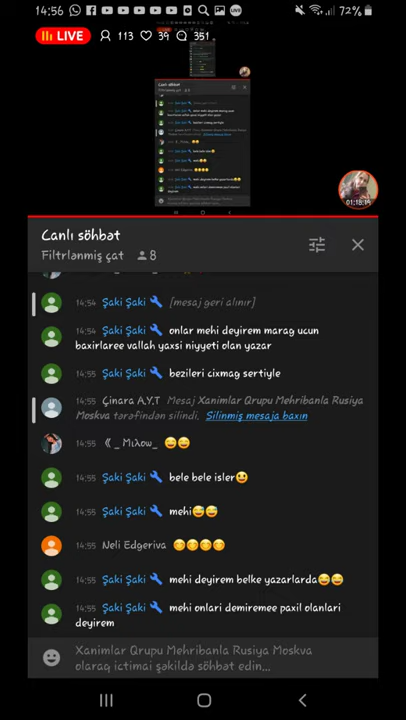 14:56 LIVE 72%
LIVE 113 39 351
Canlı söhbət
01:18:19
Canlı söhbət
Filtrlənmiş çat 8
14:54 Şaki Şaki [mesaj geri alınır]
14:54 Şaki Şaki onlar mehi deyirem marag ucun
baxirlaree vallah yaxsi niyyeti olan yazar
14:55 Şaki Şaki bezileri cixmag sertiyle
14:55 Çinara A.Y.T Mesaj Xanimlar Qrupu Mehribanla Rusiya
Moskva tərəfindən silindi. Silinmiş mesaja baxın
14:55 《 _ Mιλοω_ 😅😅
14:55 Şaki Şaki bele bele isler😃
14:55 Şaki Şaki mehi😅😅
14:55 Neli Edgeriva 😋😋😋😋
14:55 Şaki Şaki mehi deyirem belke yazarlarda😅😅
14:55 Şaki Şaki mehi onlari demiremee paxil olanlari
deyirem
Xanimlar Qrupu Mehribanla Rusiya Moskva
olaraq ictimai şəkildə söhbət edin...